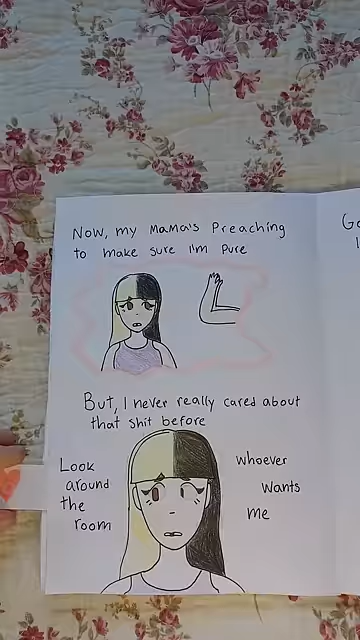 Now, my Mama's Preaching
to make sure I'm Pure
But, I never really cared about
that shit before
Look
around
the
room
whoever
wants
me